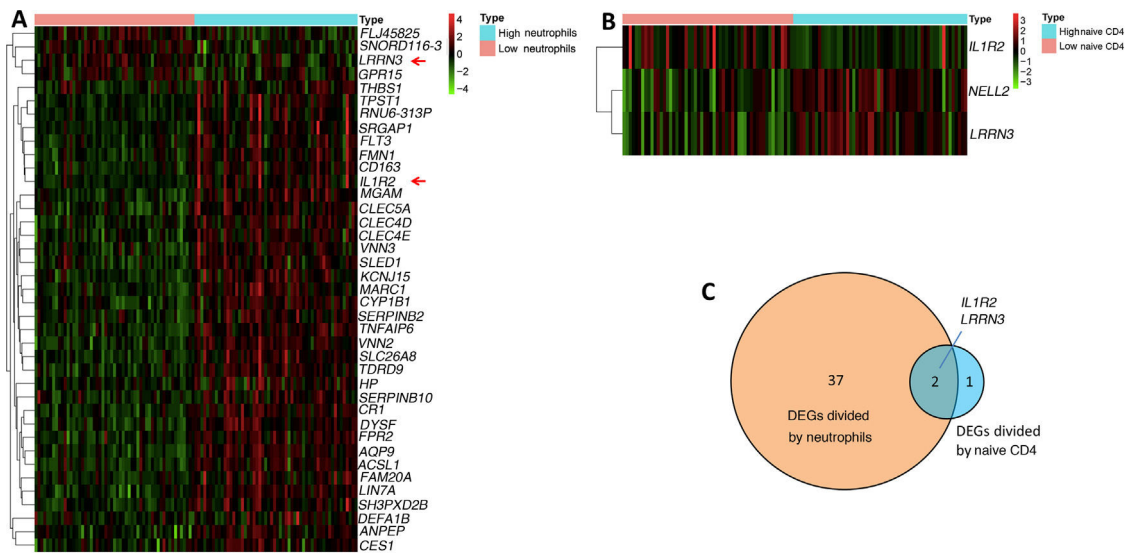 A
Type
FLJ45825
SNORD116-3
LRRN3
GPR15
THBS1
TPST1
RNU6-313P
SRGAP1
FLT3
FMN1
CD163
IL1R2
MGAM
CLEC5A
CLEC4D
CLEC4E
VNN3
SLED1
KCNJ15
MARC1
CYP1B1
SERPINB2
TNFAIP6
VNN2
SLC26A8
TDRD9
HP
SERPINB10
CR1
DYSF
FPR2
AQP9
ACSL1
FAM20A
LIN7A
SH3PXD2B
DEFA1B
ANPEP
CES1
4
2
0
−2
−4
Type
High neutrophils
Low neutrophils
B
Type
IL1R2
NELL2
LRRN3
3
2
1
0
−1
−2
−3
Type
Highnaive CD4
Low naive CD4
C
IL1R2
LRRN3
37
2
1
DEGs divided
by neutrophils
DEGs divided
by naive CD4